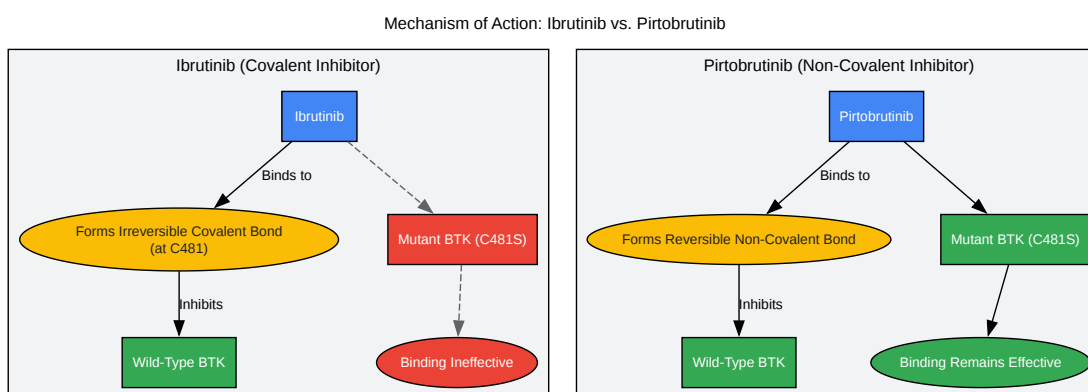 Mechanism of Action: Ibrutinib vs. Pirtobrutinib
Ibrutinib (Covalent Inhibitor)
Ibrutinib
Binds to
Forms Irreversible Covalent Bond
(at C481)
Mutant BTK (C481S)
Inhibits
Wild-Type BTK
Binding Ineffective
Pirtobrutinib (Non-Covalent Inhibitor)
Pirtobrutinib
Binds to
Forms Reversible Non-Covalent Bond
Mutant BTK (C481S)
Inhibits
Wild-Type BTK
Binding Remains Effective